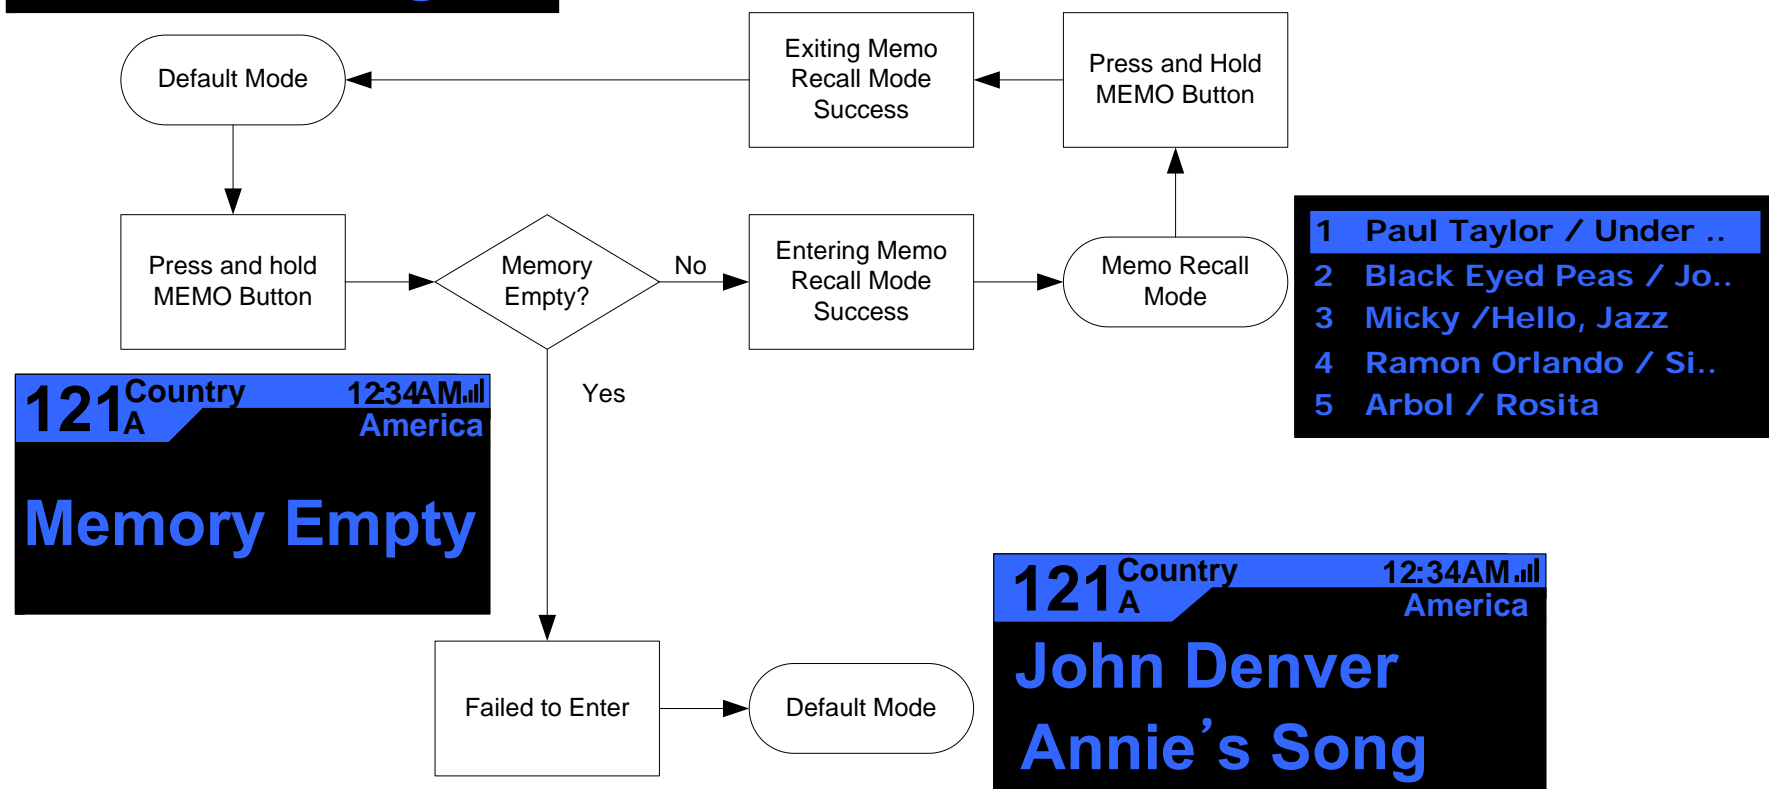 Default Mode
Exiting Memo
Recall Mode
Success
Press and Hold
MEMO Button
Press and hold
MEMO Button
Memory
Empty?
No
Entering Memo
Recall Mode
Success
Memo Recall
Mode
1 Paul Taylor / Under ..
2 Black Eyed Peas / Jo..
3 Micky /Hello, Jazz
4 Ramon Orlando / Si..
5 Arbol / Rosita
Yes
121 Country 12:34AM
A America
Memory Empty
Failed to Enter
Default Mode
121 Country 12:34AM
A America
John Denver
Annie’s Song